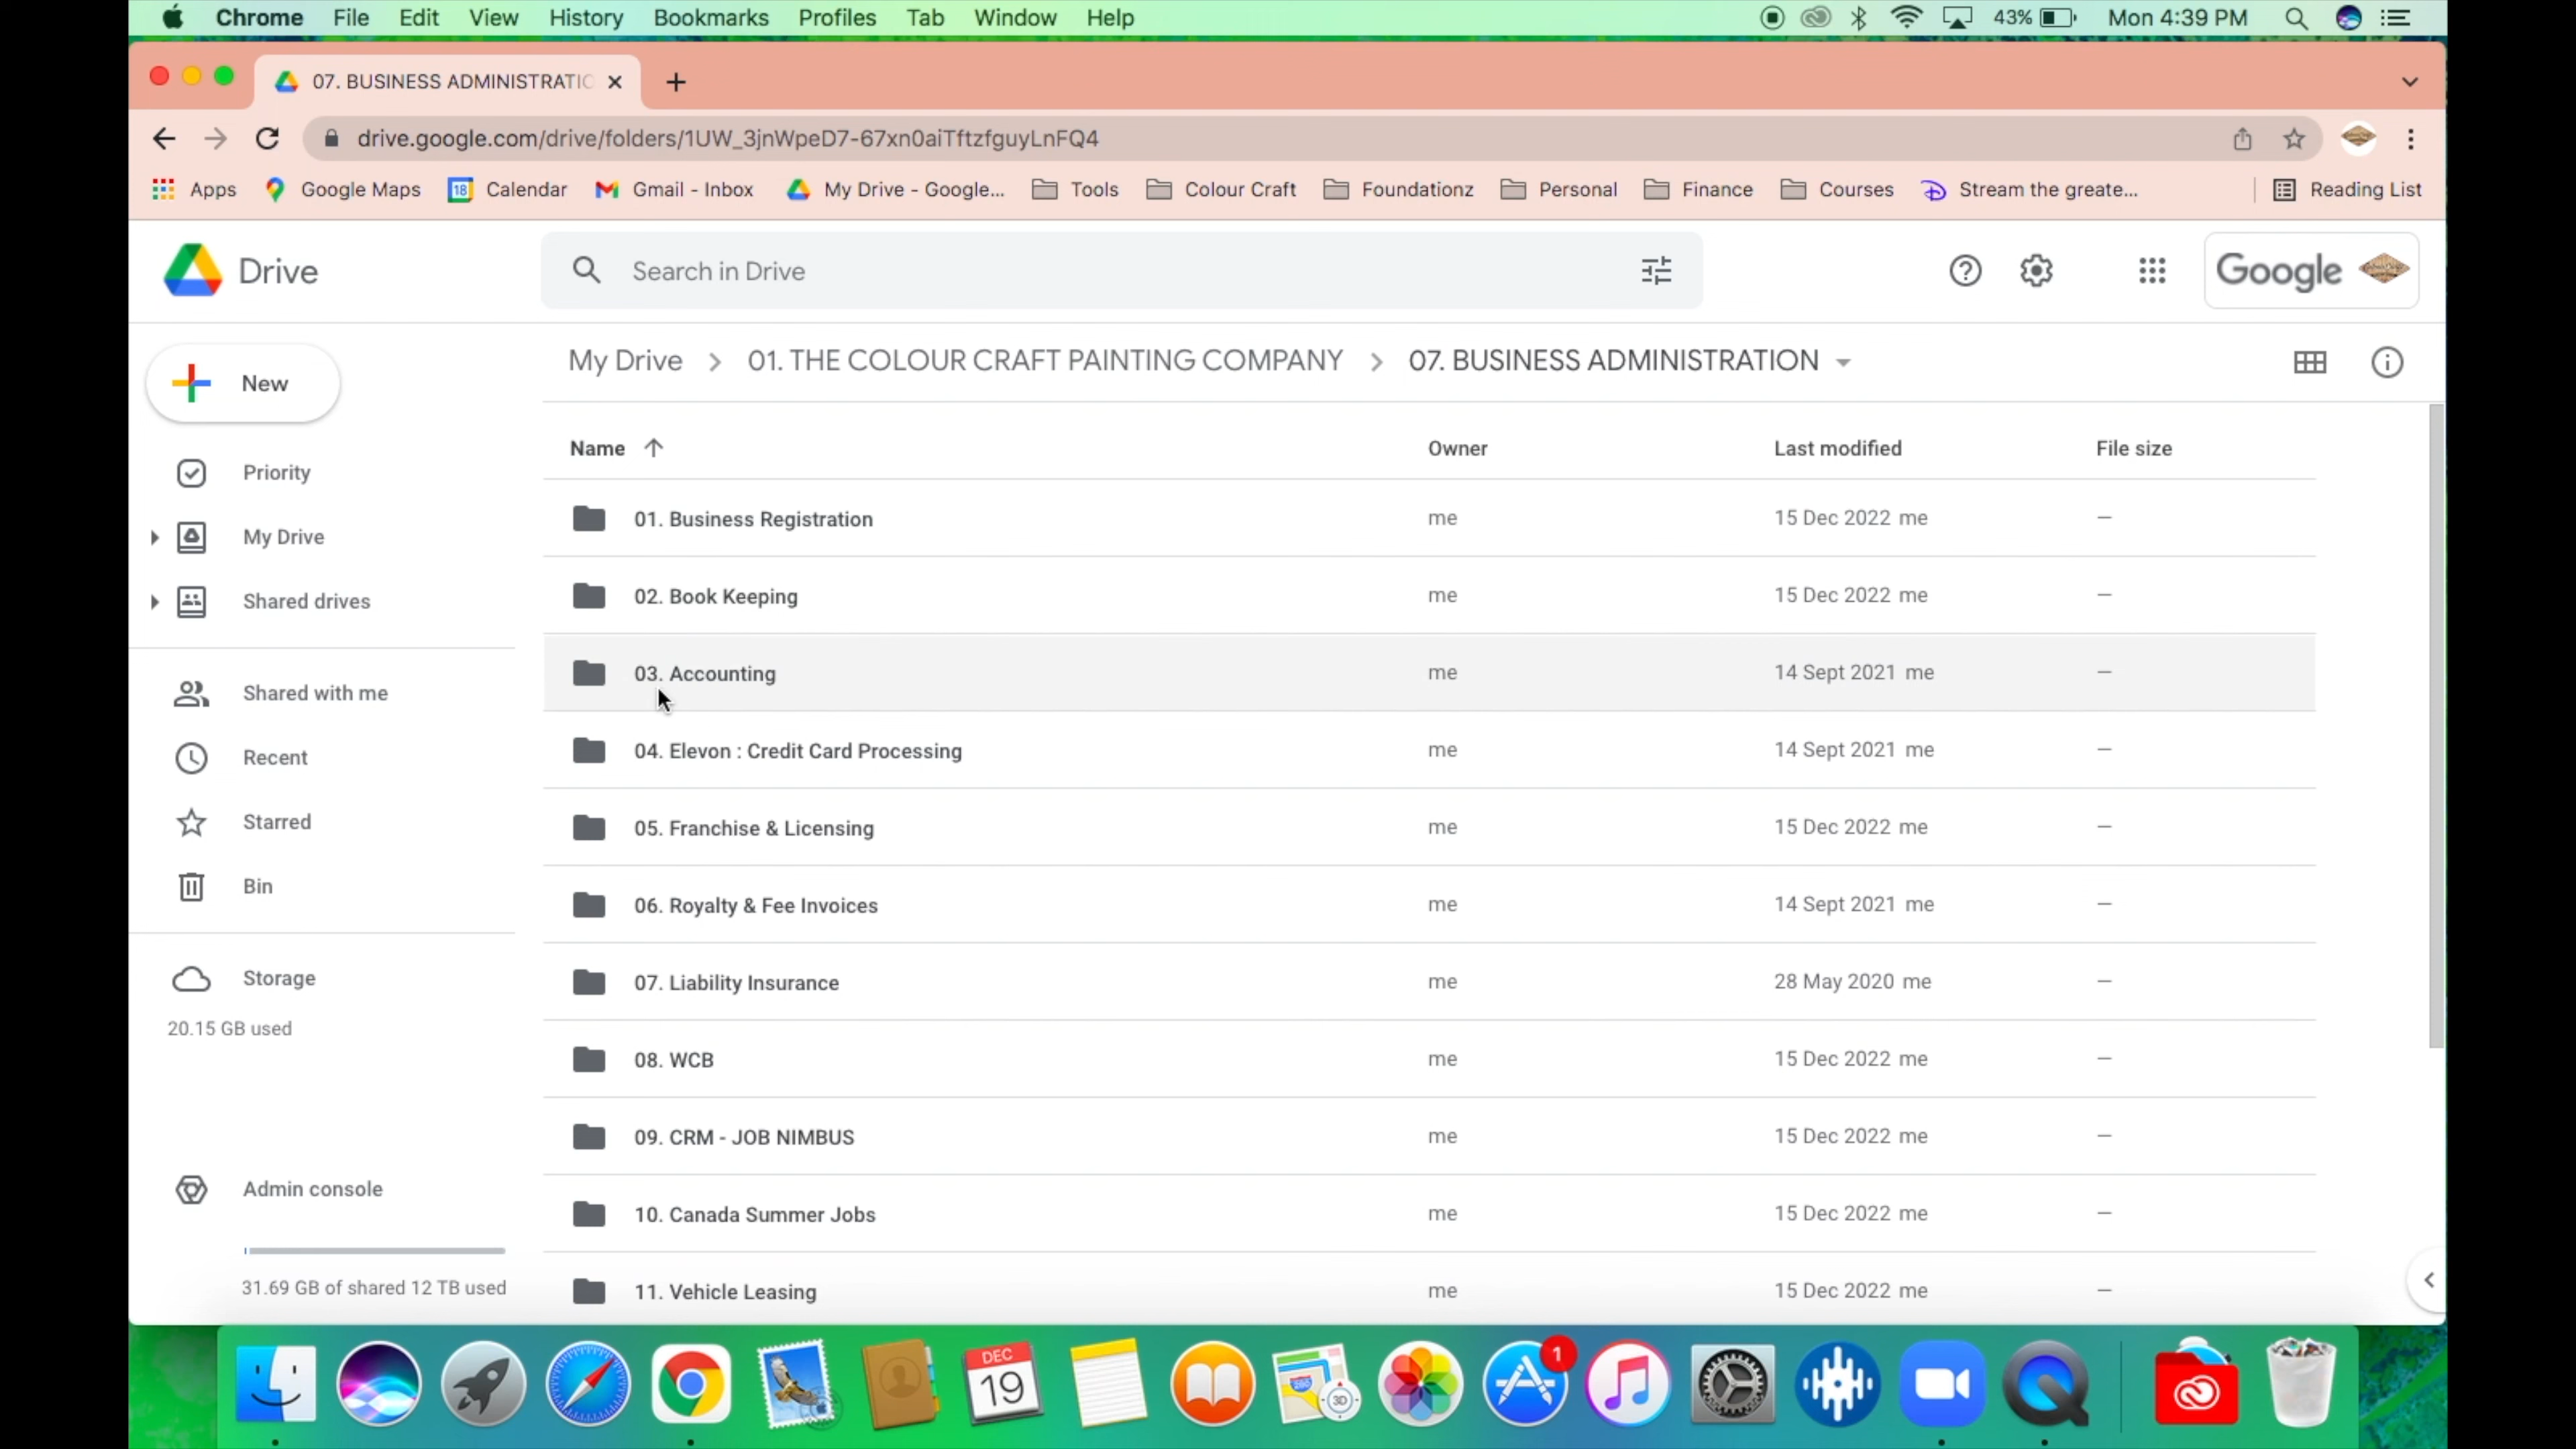 Chrome File Edit View History Bookmarks Profiles Tab Window Help 43% Mon 4:39 PM
07. BUSINESS ADMINISTRATIO
drive.google.com/drive/folders/1UW_3jnWpeD7-67xn0aiTftzfguyLnFQ4
Apps Google Maps 18 Calendar Gmail - Inbox My Drive - Google... Tools Colour Craft Foundationz Personal Finance Courses Stream the greate... Reading List
Drive Search in Drive Google
My Drive > 01. THE COLOUR CRAFT PAINTING COMPANY > 07. BUSINESS ADMINISTRATION
New
Priority
My Drive
Shared drives
Shared with me
Recent
Starred
Bin
Storage
20.15 GB used
Admin console
31.69 GB of shared 12 TB used
Name Owner Last modified File size
01. Business Registration me 15 Dec 2022 me —
02. Book Keeping me 15 Dec 2022 me —
03. Accounting me 14 Sept 2021 me —
04. Elevon : Credit Card Processing me 14 Sept 2021 me —
05. Franchise & Licensing me 15 Dec 2022 me —
06. Royalty & Fee Invoices me 14 Sept 2021 me —
07. Liability Insurance me 28 May 2020 me —
08. WCB me 15 Dec 2022 me —
09. CRM - JOB NIMBUS me 15 Dec 2022 me —
10. Canada Summer Jobs me 15 Dec 2022 me —
11. Vehicle Leasing me 15 Dec 2022 me —
DEC
19
280
3D
1